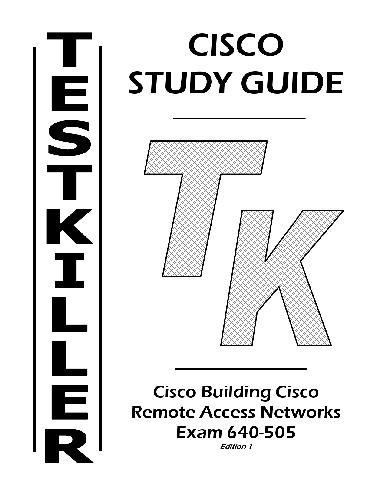 TESTKILLER
CISCO
STUDY GUIDE
TK
Cisco Building Cisco
Remote Access Networks
Exam 640-505
Edition 1